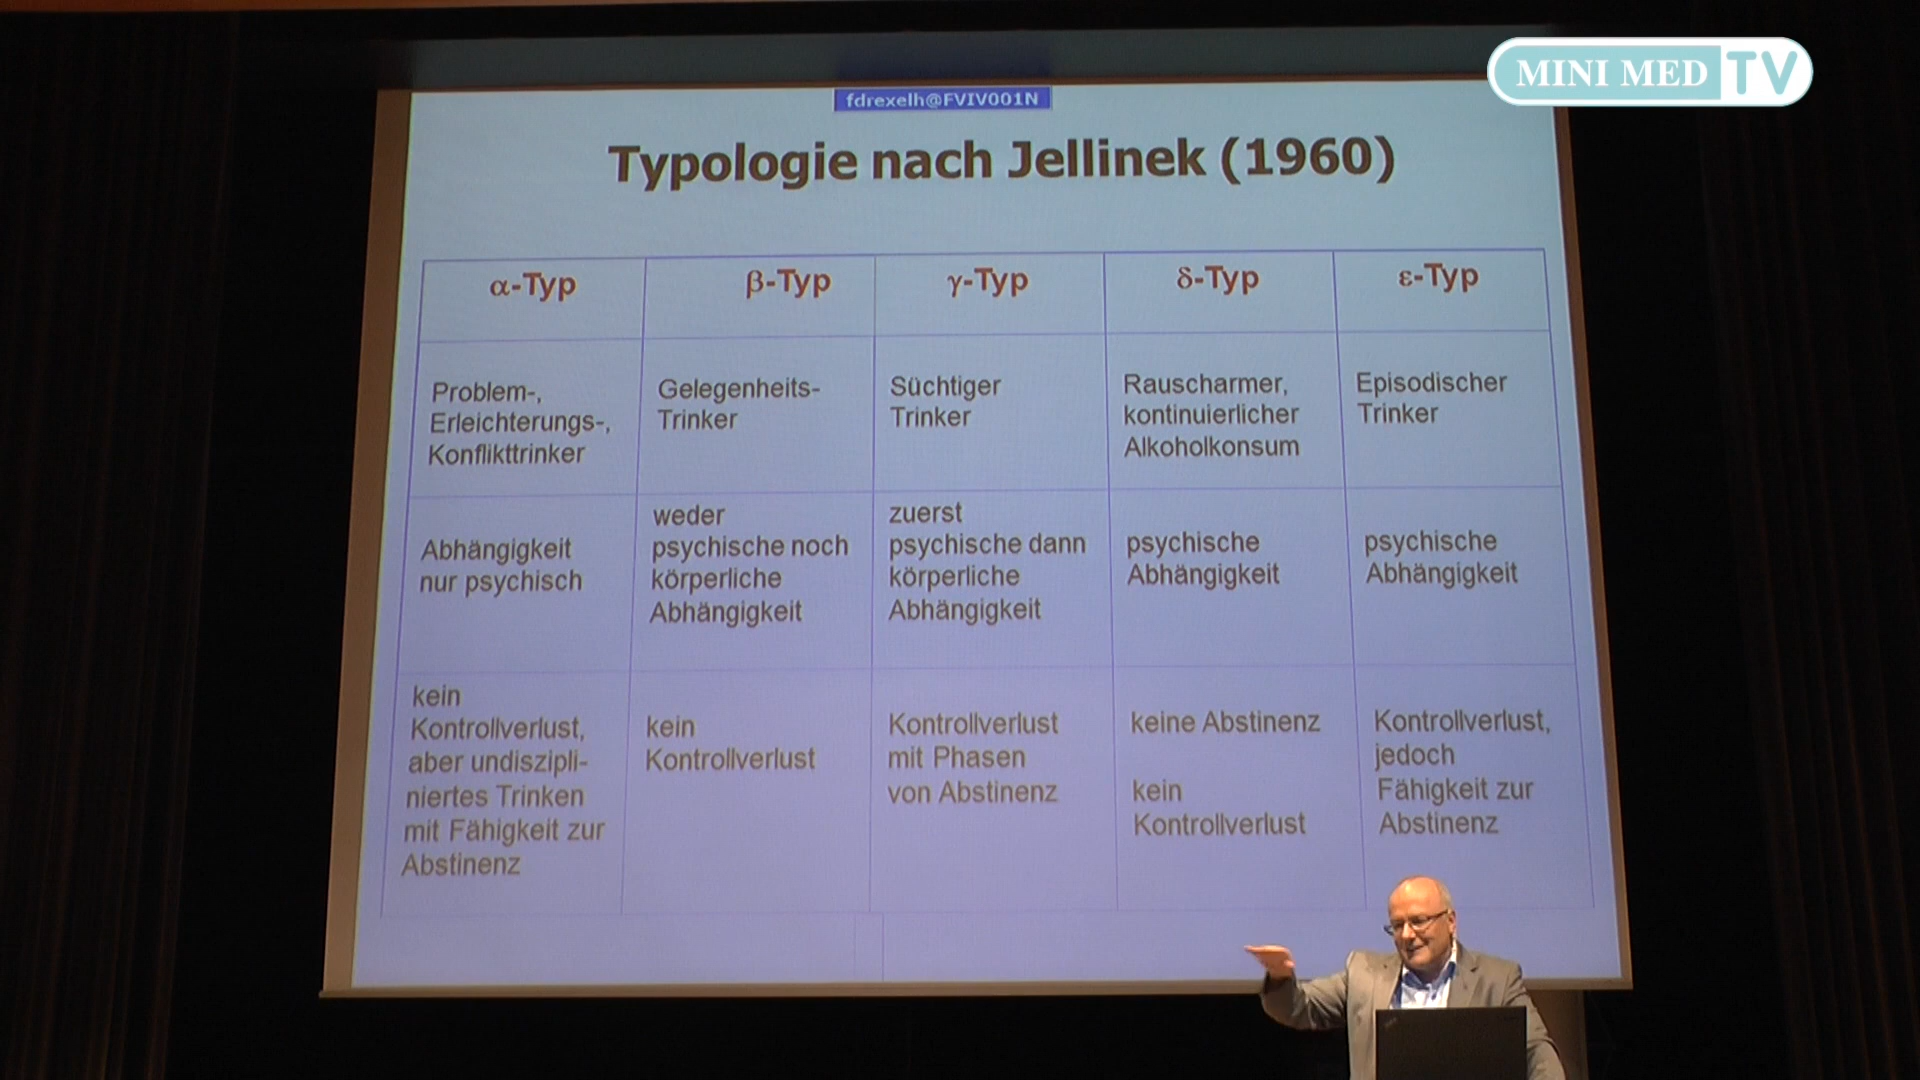 MINI MED TV
fdrexelh@FVIV001N
Typologie nach Jellinek (1960)
α-Typ
β-Typ
γ-Typ
δ-Typ
ε-Typ
Problem-,
Erleichterungs-,
Konflikttrinker
Gelegenheits-
Trinker
Süchtiger
Trinker
Rauscharmer,
kontinuierlicher
Alkoholkonsum
Episodischer
Trinker
Abhängigkeit
nur psychisch
weder
psychische noch
körperliche
Abhängigkeit
zuerst
psychische dann
körperliche
Abhängigkeit
psychische
Abhängigkeit
psychische
Abhängigkeit
kein
Kontrollverlust,
aber undiszipli-
niertes Trinken
mit Fähigkeit zur
Abstinenz
kein
Kontrollverlust
Kontrollverlust
mit Phasen
von Abstinenz
keine Abstinenz
kein
Kontrollverlust
Kontrollverlust,
jedoch
Fähigkeit zur
Abstinenz